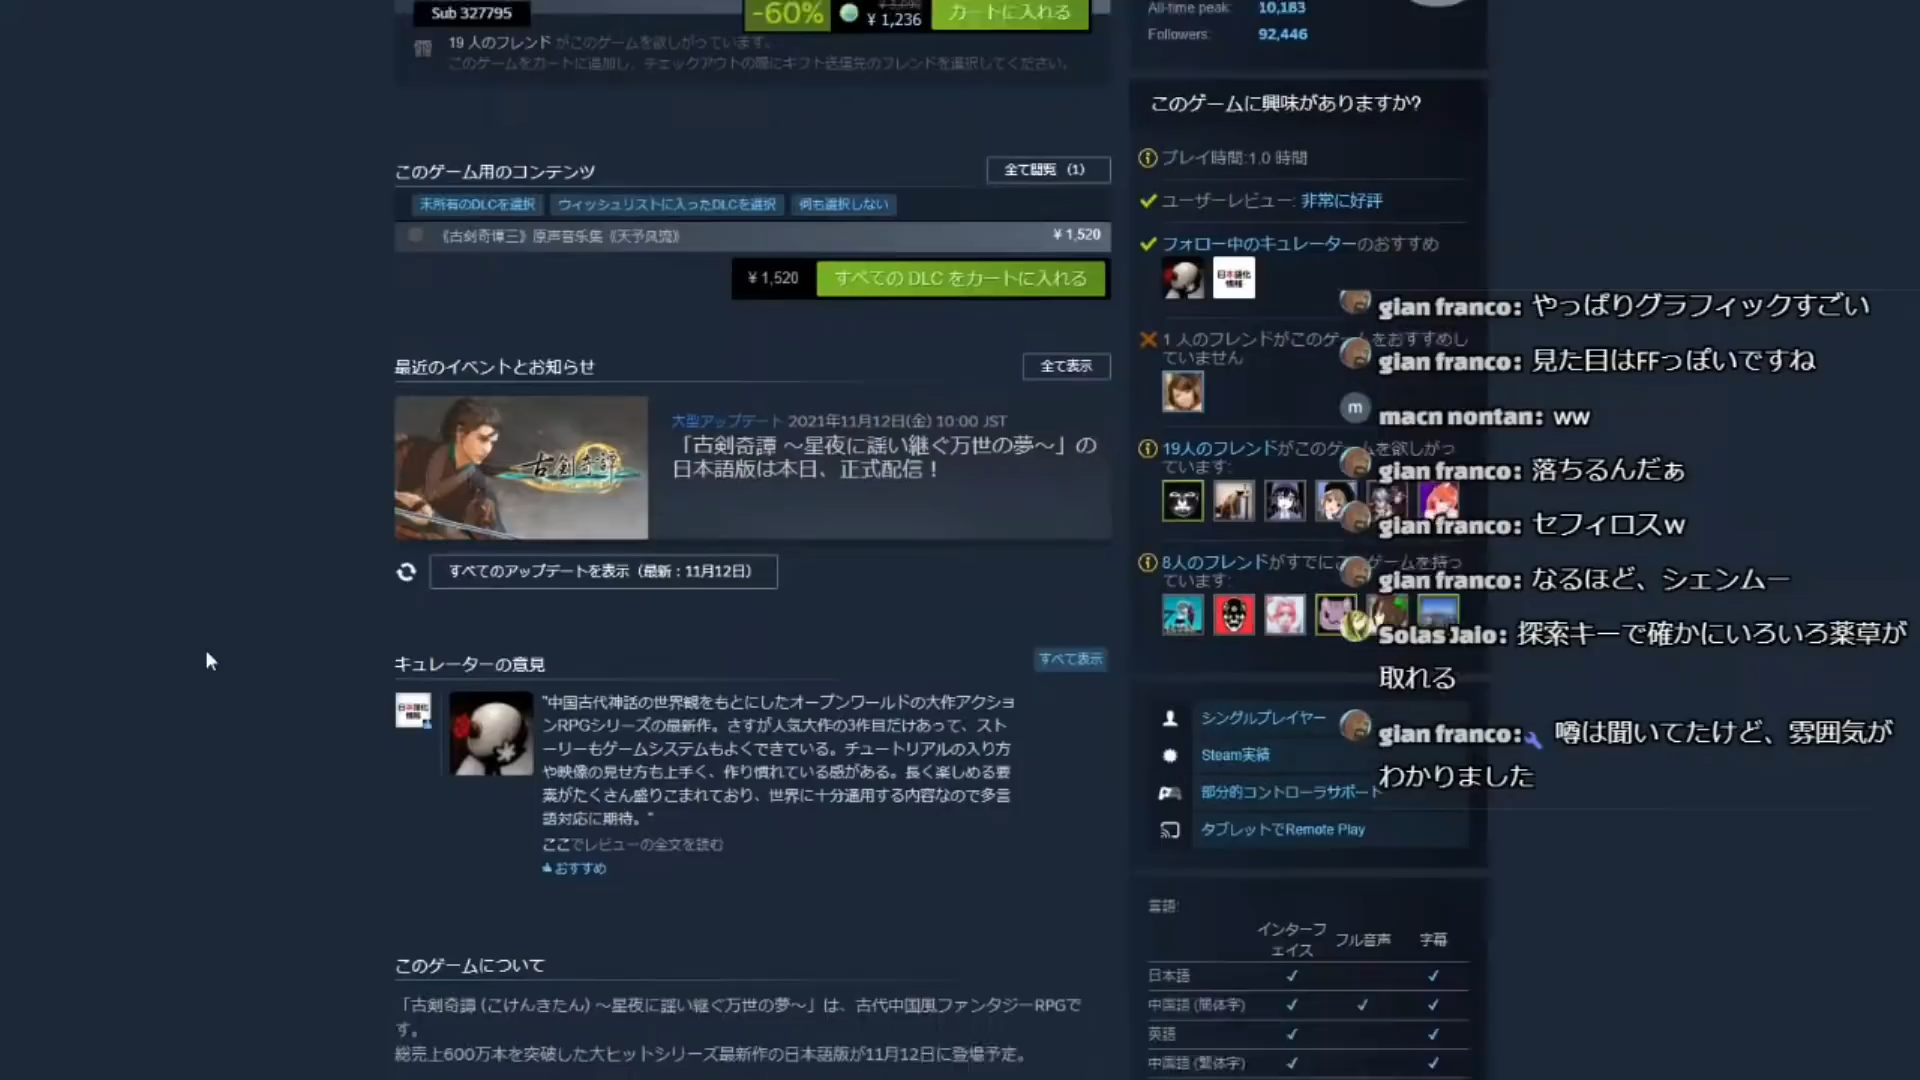 Sub 327795
-60%
¥ 1,236
カートに入れる
19 人のフレンド がこのゲームを欲しがっています。
このゲームをカートに追加し、チェックアウトの際にギフト送信先のフレンドを選択してください。
このゲーム用のコンテンツ
全て閲覧 (1)
未所有のDLCを選択
ウィッシュリストに入ったDLCを選択
何も選択しない
《古剑奇谭三》原声音乐集《天予风流》
¥ 1,520
¥ 1,520
すべての DLC をカートに入れる
最近のイベントとお知らせ
全て表示
大型アップデート 2021年11月12日(金) 10:00 JST
「古剣奇譚 ～星夜に謡い継ぐ万世の夢～」の
日本語版は本日、正式配信！
古剣奇譚
すべてのアップデートを表示（最新：11月12日）
キュレーターの意見
すべて表示
日本語化
情報
"中国古代神話の世界観をもとにしたオープンワールドの大作アクショ
ンRPGシリーズの最新作。さすが人気大作の3作目だけあって、スト
ーリーもゲームシステムもよくできている。チュートリアルの入り方
や映像の見せ方も上手く、作り慣れている感がある。長く楽しめる要
素がたくさん盛りこまれており、世界に十分通用する内容なので多言
語対応に期待。"
ここでレビューの全文を読む
おすすめ
このゲームについて
「古剣奇譚 (こけんきたん) ～星夜に謡い継ぐ万世の夢～」は、古代中国風ファンタジーRPGで
す。
総売上600万本を突破した大ヒットシリーズ最新作の日本語版が11月12日に登場予定。
All-time peak: 10,183
Followers: 92,446
このゲームに興味がありますか?
プレイ時間:1.0 時間
ユーザーレビュー: 非常に好評
フォロー中のキュレーターのおすすめ
日本語化
情報
1 人のフレンドがこのゲームをおすすめし
ていません
19人のフレンドがこのゲームを欲しがっ
ています:
8人のフレンドがすでにこのゲームを持っ
ています:
シングルプレイヤー
Steam実績
部分的コントローラサポート
タブレットでRemote Play
言語:
インターフ
ェイス
フル音声
字幕
日本語 ✓ ✓
中国語 (簡体字) ✓ ✓ ✓
英語 ✓ ✓
中国語 (繁体字) ✓ ✓
gian franco: やっぱりグラフィックすごい
gian franco: 見た目はFFっぽいですね
m
macn nontan: ww
gian franco: 落ちるんだぁ
gian franco: セフィロスw
gian franco: なるほど、シェンムー
Solas Jaio: 探索キーで確かにいろいろ薬草が
取れる
gian franco: 噂は聞いてたけど、雰囲気が
わかりました